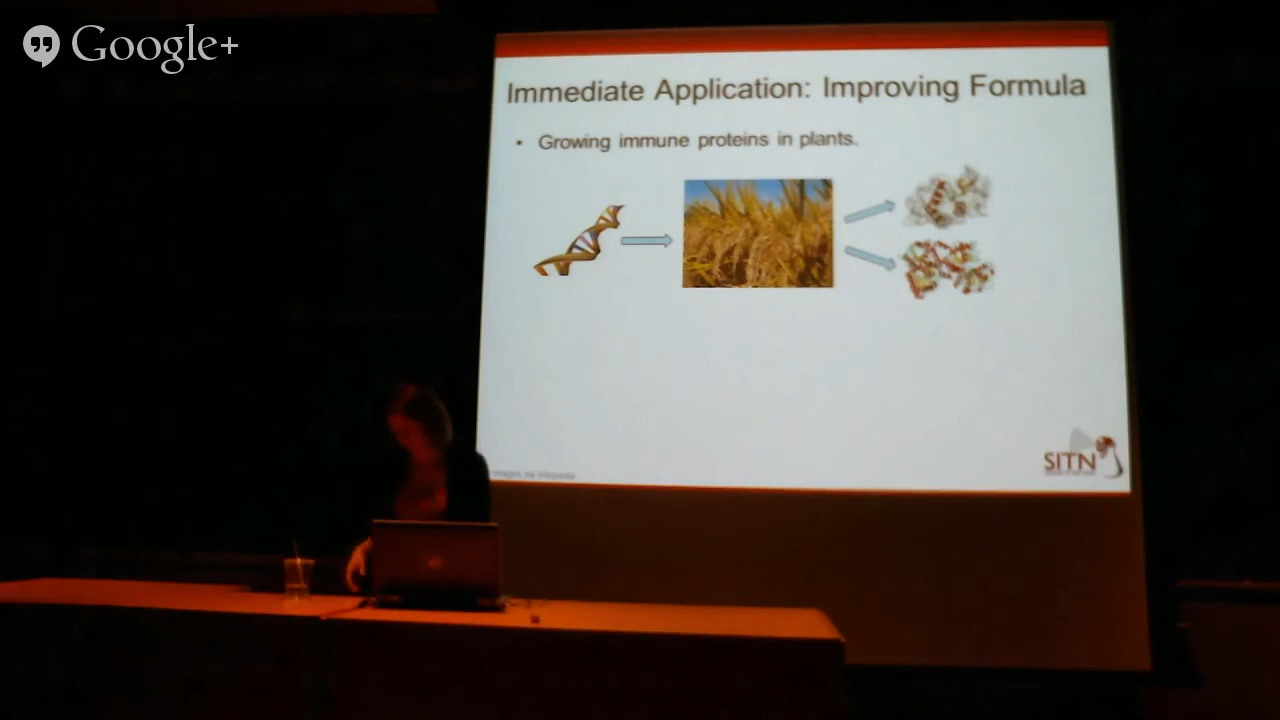 Google+
Immediate Application: Improving Formula
• Growing immune proteins in plants.
SITN